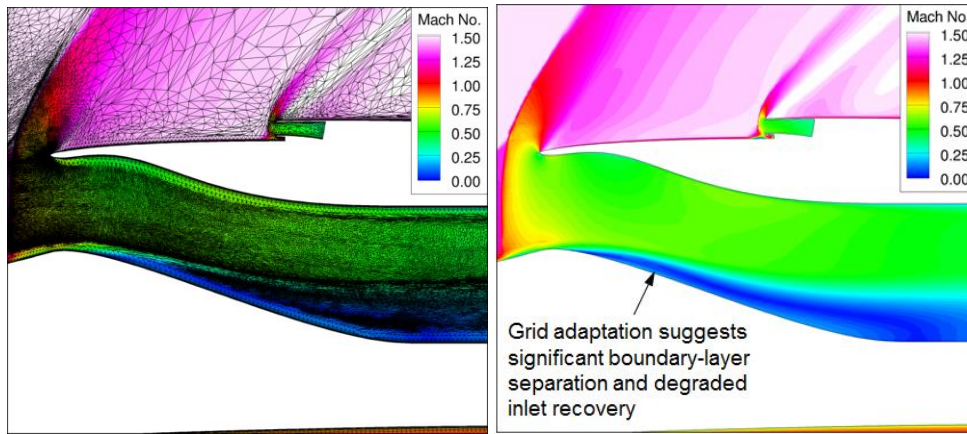 Mach No.
1.50
1.25
1.00
0.75
0.50
0.25
0.00
Mach No.
1.50
1.25
1.00
0.75
0.50
0.25
0.00
Grid adaptation suggests
significant boundary-layer
separation and degraded
inlet recovery